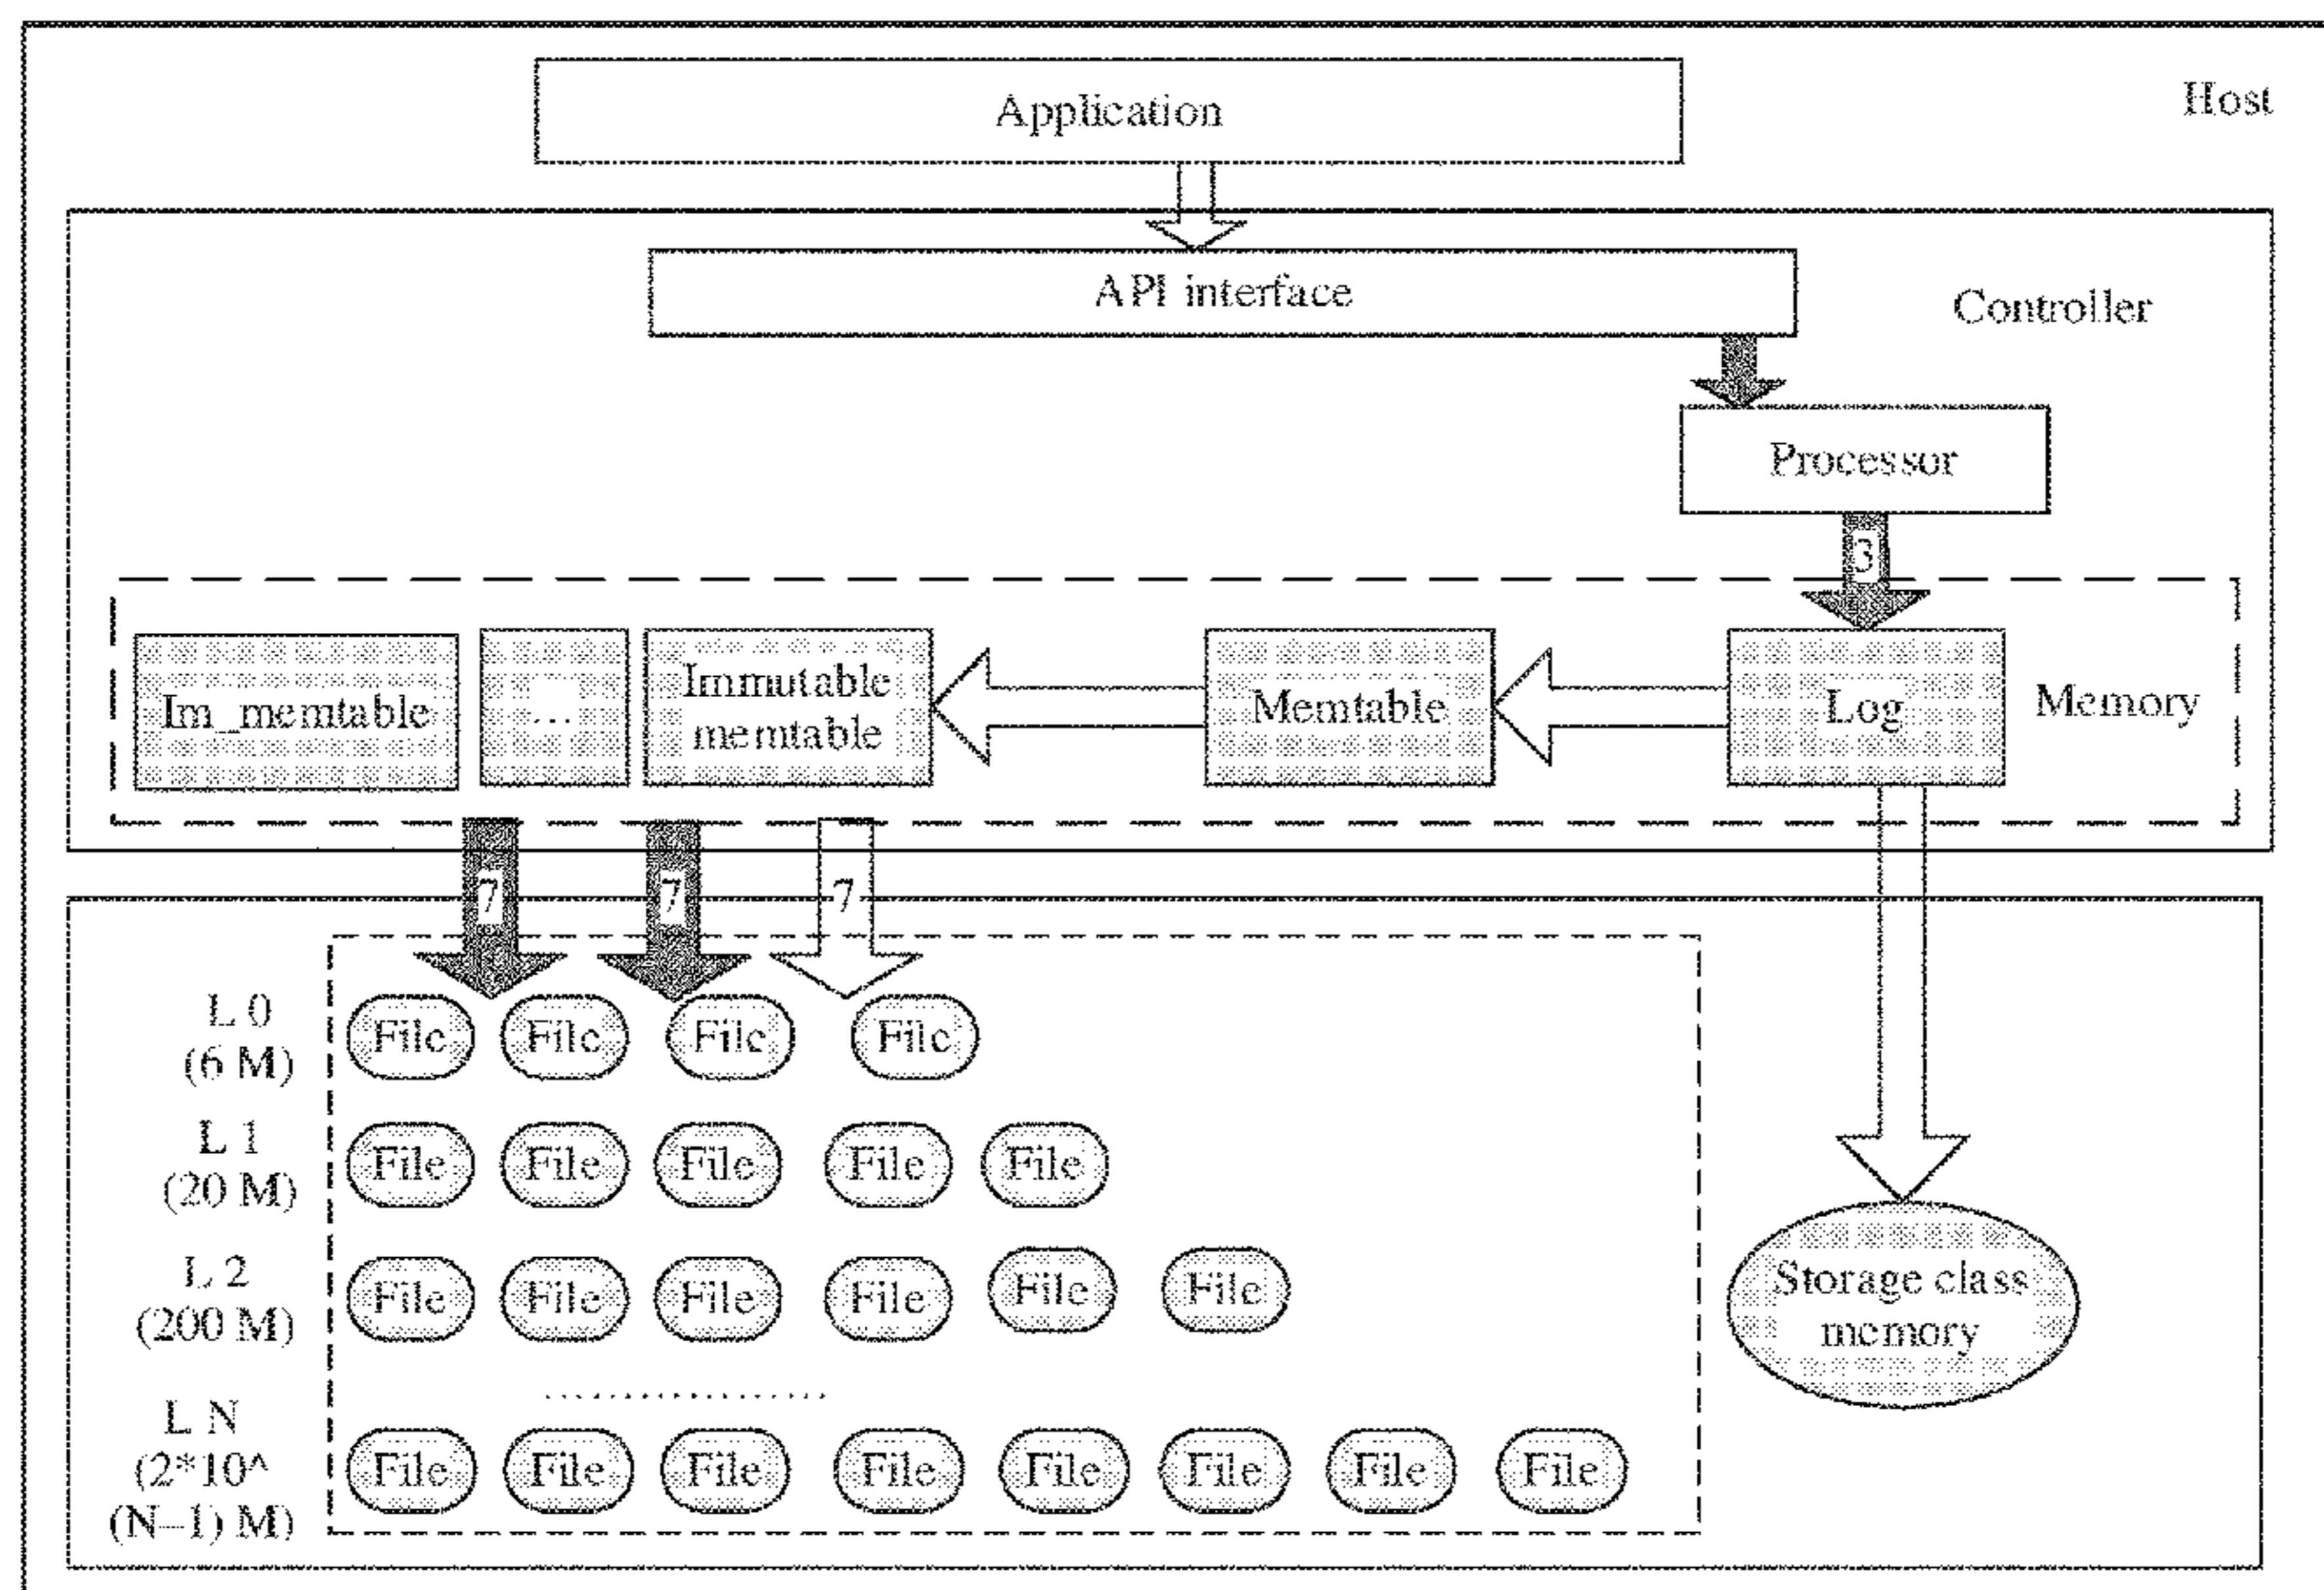 Application
Host
API interface
Controller
Processor
3
Im_memtable
...
Immutable
memtable
Memtable
Log
Memory
7
7
7
L 0
(6 M)
File
File
File
File
L 1
(20 M)
File
File
File
File
File
L 2
(200 M)
File
File
File
File
File
File
Storage class
memory
....................
L N
(2*10^
(N–1) M)
File
File
File
File
File
File
File
File